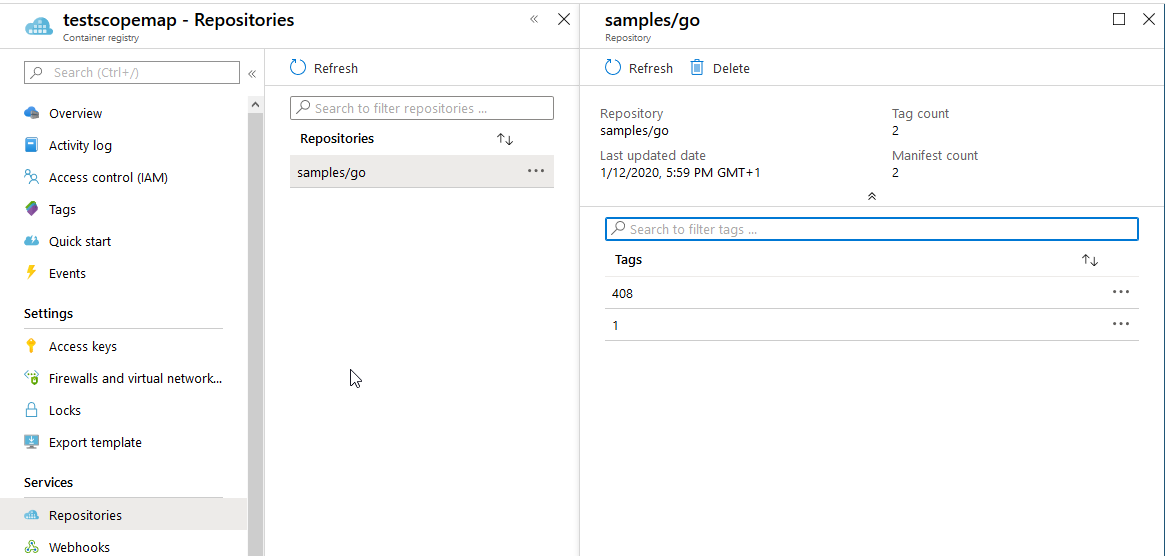 testscopemap - Repositories
Container registry
Search (Ctrl+/)
Overview
Activity log
Access control (IAM)
Tags
Quick start
Events
Settings
Access keys
Firewalls and virtual network...
Locks
Export template
Services
Repositories
Webhooks
Refresh
Search to filter repositories ...
Repositories
samples/go
samples/go
Repository
Refresh Delete
Repository
samples/go
Tag count
2
Last updated date
1/12/2020, 5:59 PM GMT+1
Manifest count
2
Search to filter tags ...
Tags
408
1